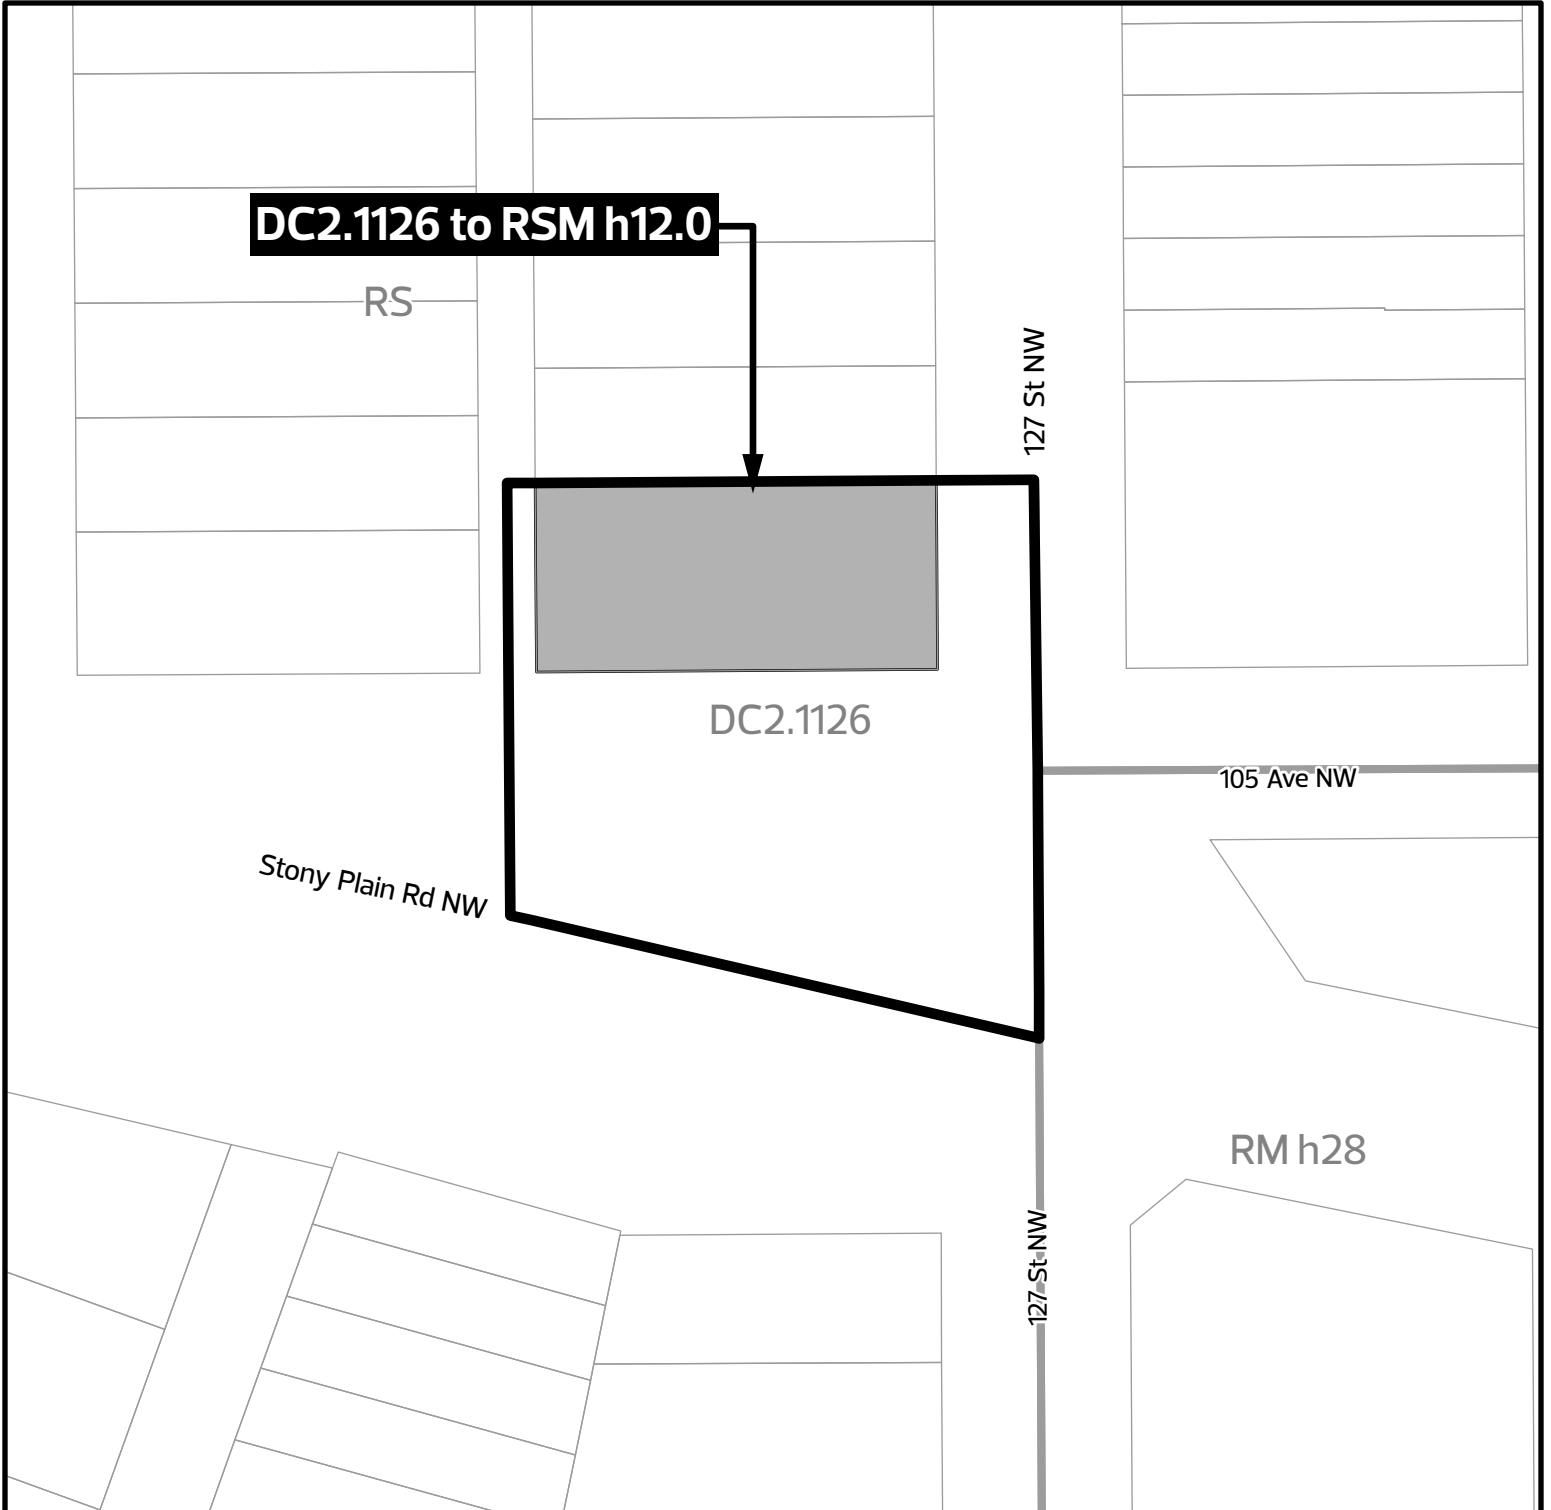 DC2.1126 to RSM h12.0
RS
127 St NW
DC2.1126
105 Ave NW
Stony Plain Rd NW
RM h28
127 St NW